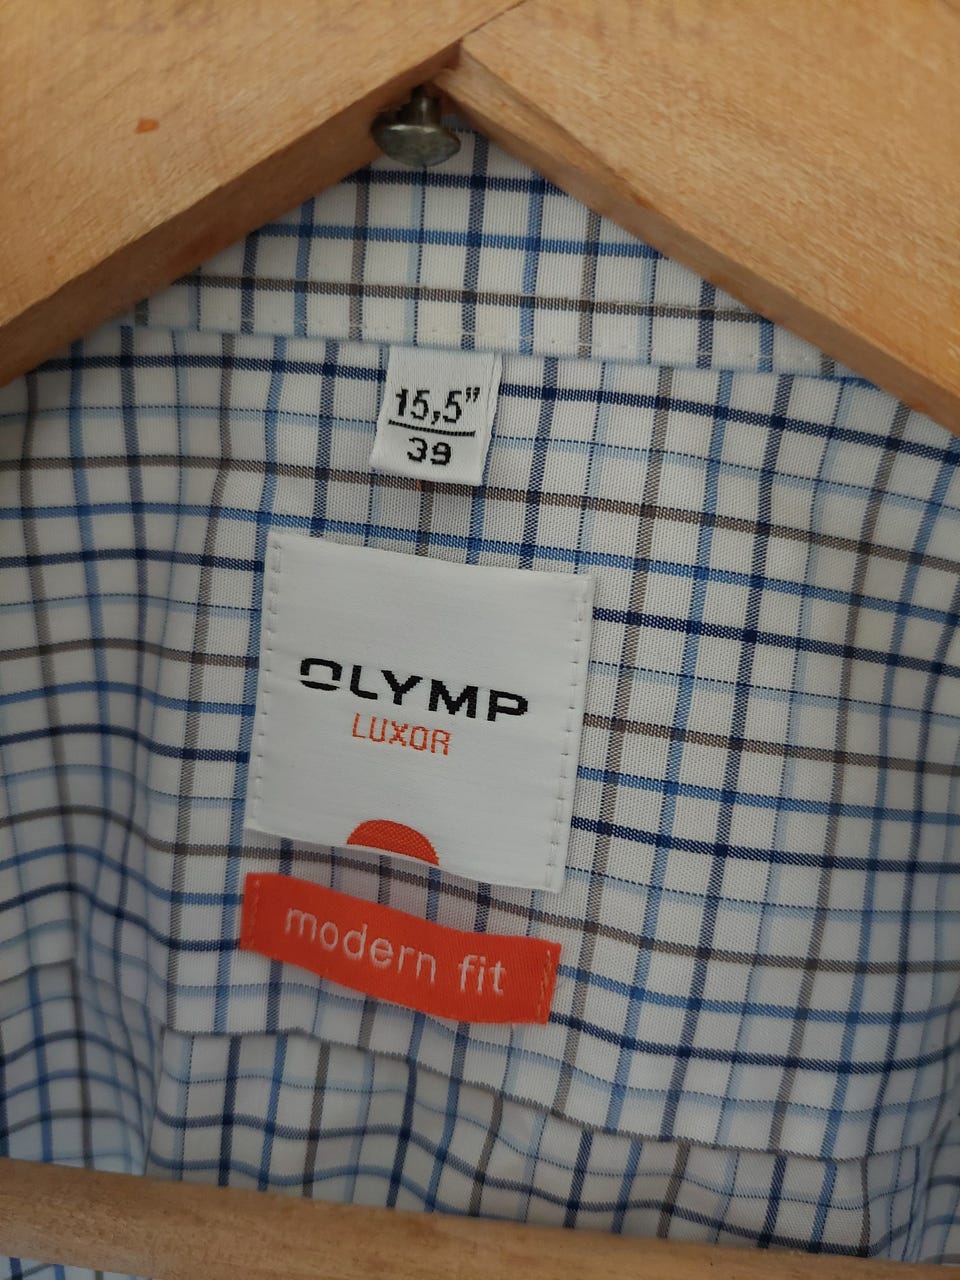 15,5”
39
OLYMP
LUXOR
modern fit